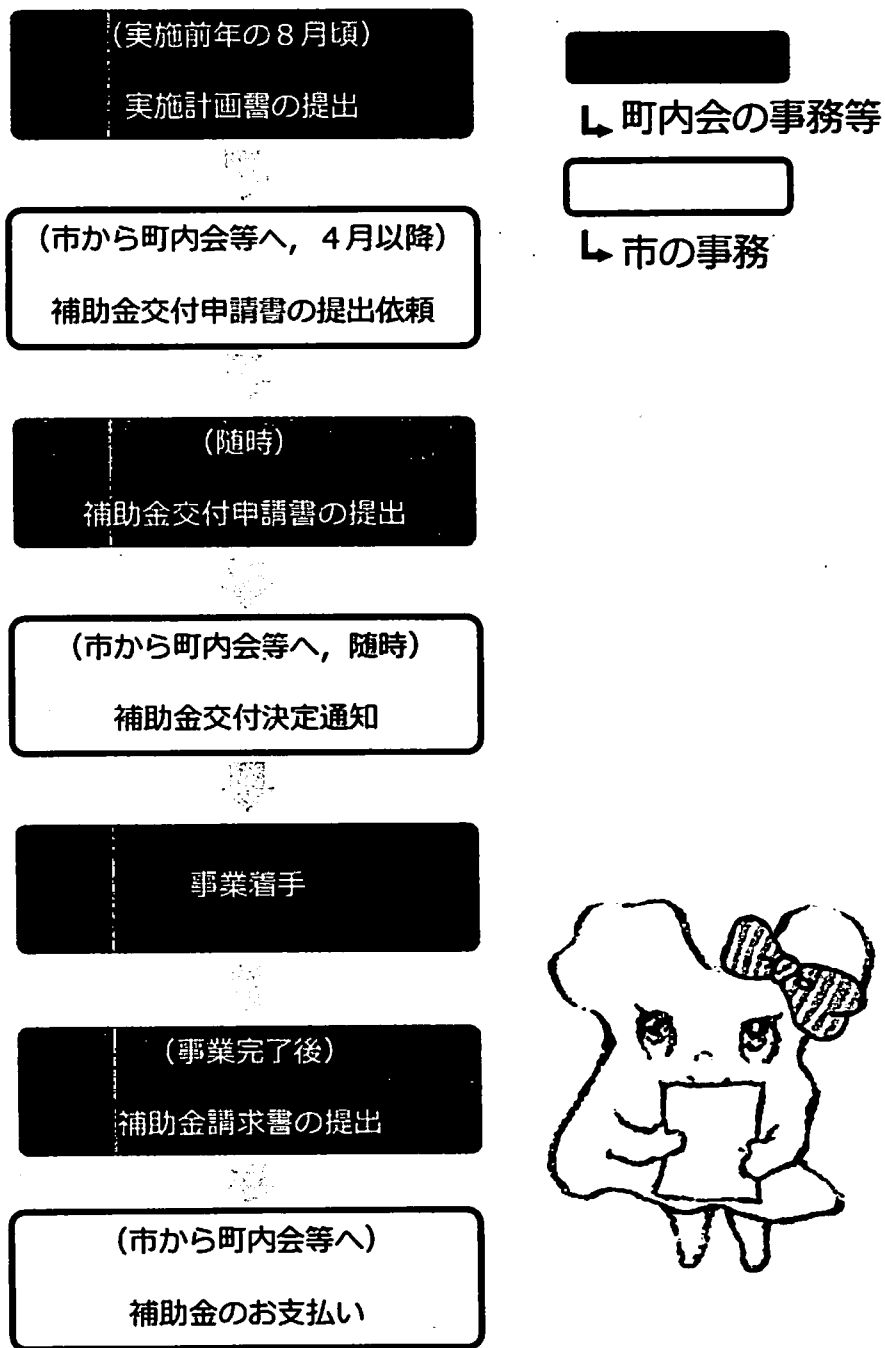 (実施前年の8月頃)
実施計画書の提出
↳町内会の事務等
↳市の事務
(市から町内会等へ,4月以降)
補助金交付申請書の提出依頼
(随時)
補助金交付申請書の提出
(市から町内会等へ,随時)
補助金交付決定通知
事業着手
(事業完了後)
補助金請求書の提出
(市から町内会等へ)
補助金のお支払い